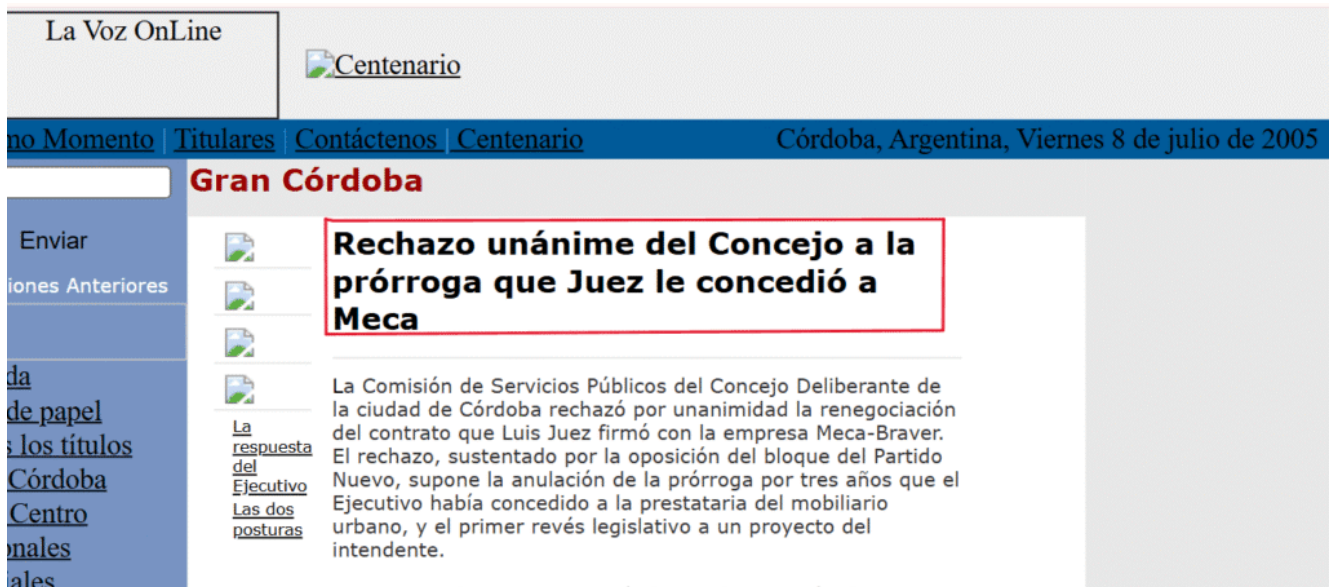 La Voz OnLine
Centenario
mo Momento | Titulares | Contáctenos | Centenario
Córdoba, Argentina, Viernes 8 de julio de 2005
Gran Córdoba
Enviar
iones Anteriores
da
de papel
s los títulos
Córdoba
Centro
onales
iales
La
respuesta
del
Ejecutivo
Las dos
posturas
Rechazo unánime del Concejo a la
prórroga que Juez le concedió a
Meca
La Comisión de Servicios Públicos del Concejo Deliberante de
la ciudad de Córdoba rechazó por unanimidad la renegociación
del contrato que Luis Juez firmó con la empresa Meca-Braver.
El rechazo, sustentado por la oposición del bloque del Partido
Nuevo, supone la anulación de la prórroga por tres años que el
Ejecutivo había concedido a la prestataria del mobiliario
urbano, y el primer revés legislativo a un proyecto del
intendente.